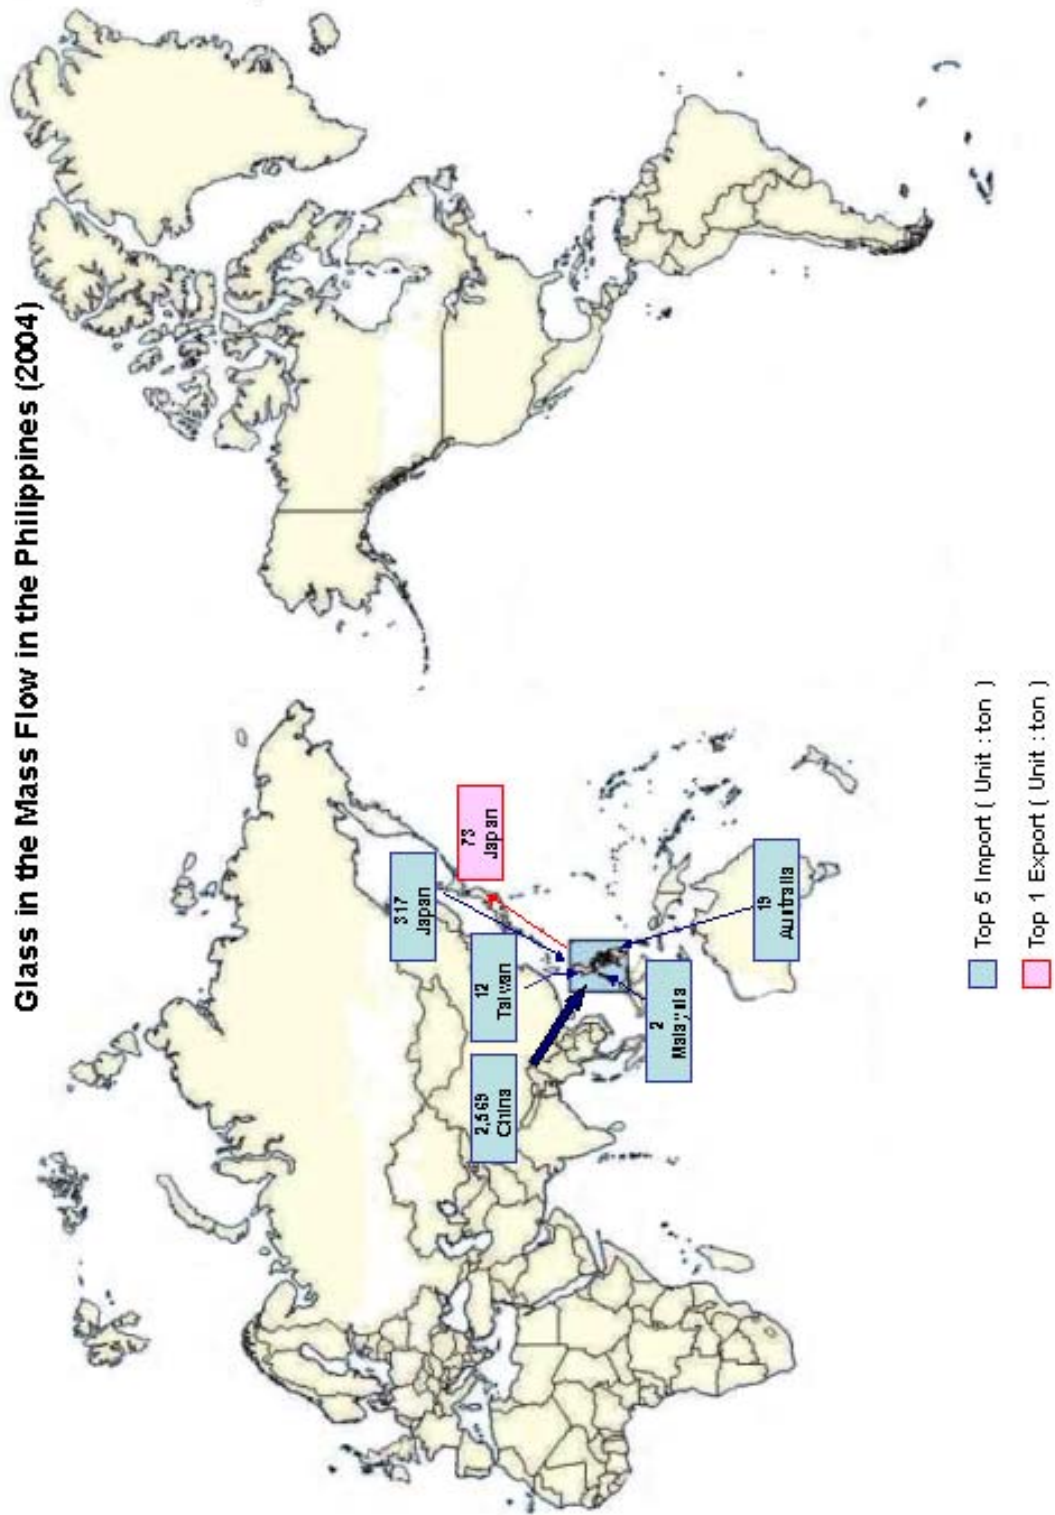 Glass in the Mass Flow in the Philippines (2004)
317
Japan
73
Japan
2,569
China
12
Taiwan
2
Malaysia
19
Australia
Top 5 Import ( Unit : ton )
Top 1 Export ( Unit : ton )